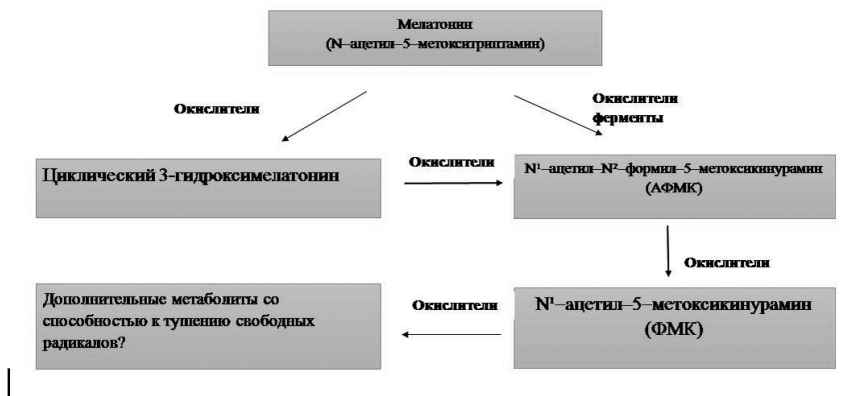 Мелатонин
(N–ацетил–5–метокситриптамин)
Окислители
Окислители
ферменты
Циклический 3-гидроксимелатонин
Окислители
N¹–ацетил–N²–формил–5–метоксикинурамин
(АФМК)
Окислители
Дополнительные метаболиты со
способностью к тушению свободных
радикалов?
Окислители
N¹–ацетил–5–метоксикинурамин
(ФМК)